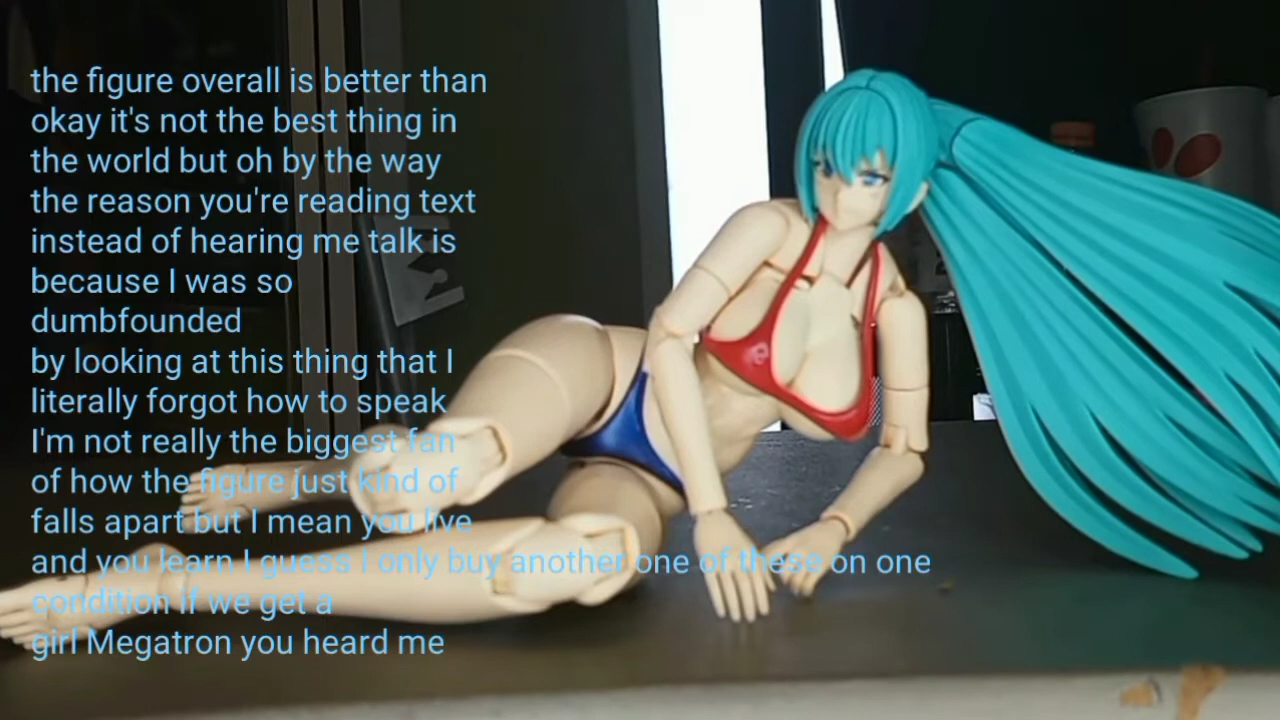 the figure overall is better than
okay it's not the best thing in
the world but oh by the way
the reason you're reading text
instead of hearing me talk is
because I was so
dumbfounded
by looking at this thing that I
literally forgot how to speak
I'm not really the biggest fan
of how the figure just kind of
falls apart but I mean you live
and you learn I guess I only buy another one of these on one
condition if we get a
girl Megatron you heard me